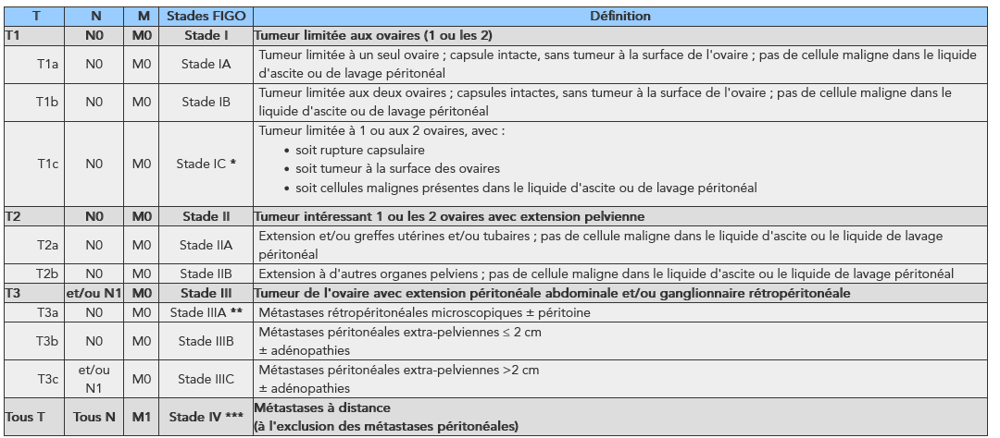 T N M Stades FIGO Définition
T1 N0 M0 Stade I Tumeur limitée aux ovaires (1 ou les 2)
T1a N0 M0 Stade IA Tumeur limitée à un seul ovaire ; capsule intacte, sans tumeur à la surface de l'ovaire ; pas de cellule maligne dans le liquide
d'ascite ou de lavage péritonéal
T1b N0 M0 Stade IB Tumeur limitée aux deux ovaires ; capsules intactes, sans tumeur à la surface de l'ovaire ; pas de cellule maligne dans le
liquide d'ascite ou de lavage péritonéal
T1c N0 M0 Stade IC * Tumeur limitée à 1 ou aux 2 ovaires, avec :
• soit rupture capsulaire
• soit tumeur à la surface des ovaires
• soit cellules malignes présentes dans le liquide d'ascite ou de lavage péritonéal
T2 N0 M0 Stade II Tumeur intéressant 1 ou les 2 ovaires avec extension pelvienne
T2a N0 M0 Stade IIA Extension et/ou greffes utérines et/ou tubaires ; pas de cellule maligne dans le liquide d'ascite ou le liquide de lavage
péritonéal
T2b N0 M0 Stade IIB Extension à d'autres organes pelviens ; pas de cellule maligne dans le liquide d'ascite ou le liquide de lavage péritonéal
T3 et/ou N1 M0 Stade III Tumeur de l'ovaire avec extension péritonéale abdominale et/ou ganglionnaire rétropéritonéale
T3a N0 M0 Stade IIIA ** Métastases rétropéritonéales microscopiques ± péritoine
T3b N0 M0 Stade IIIB Métastases péritonéales extra-pelviennes ≤ 2 cm
± adénopathies
T3c et/ou N1 M0 Stade IIIC Métastases péritonéales extra-pelviennes >2 cm
± adénopathies
Tous T Tous N M1 Stade IV *** Métastases à distance
(à l'exclusion des métastases péritonéales)